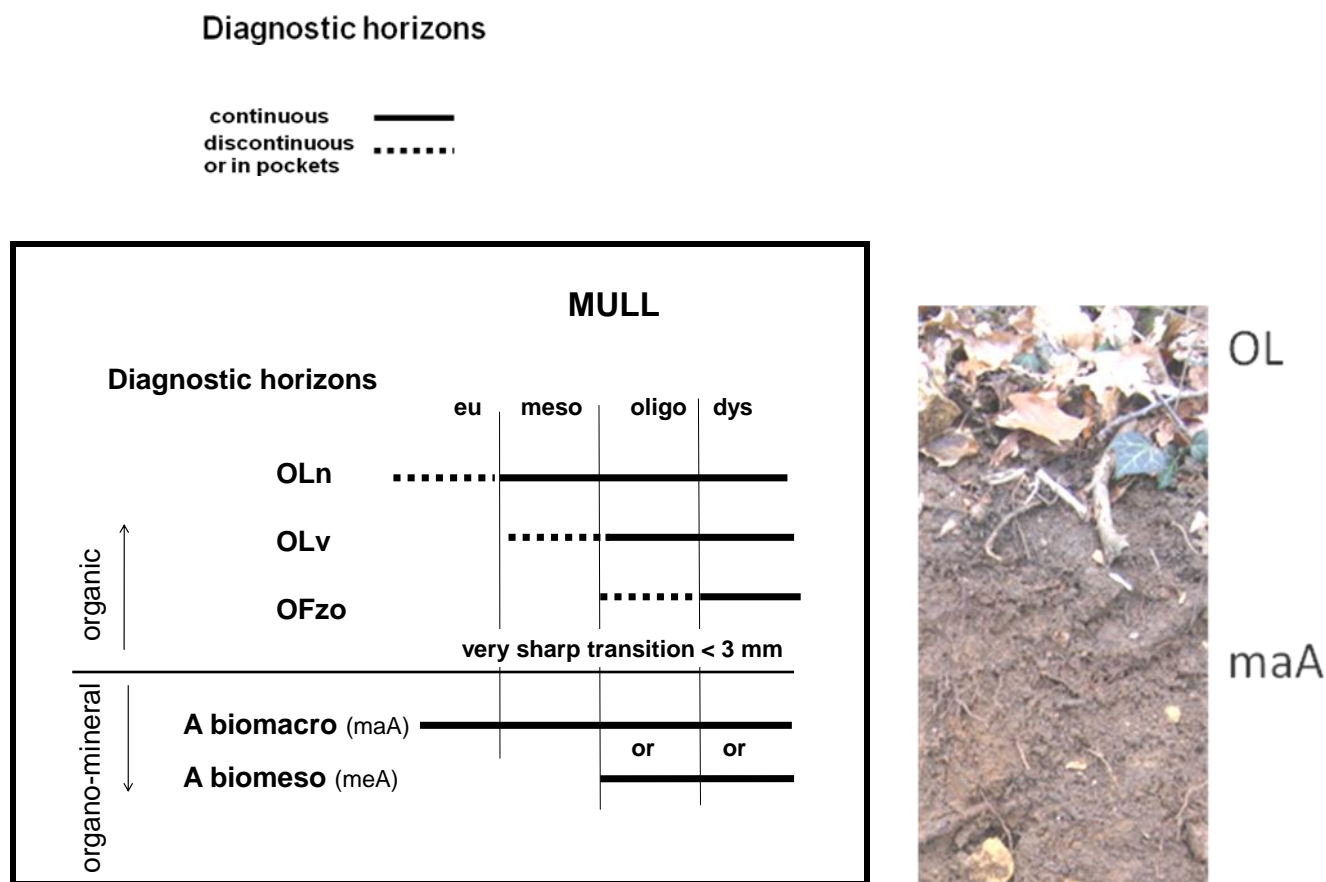 Diagnostic horizons
continuous
discontinuous
or in pockets
MULL
Diagnostic horizons
eu meso oligo dys
OLn
OLv
OFzo
organic
very sharp transition < 3 mm
organo-mineral
A biomacro (maA)
or or
A biomeso (meA)
OL
maA